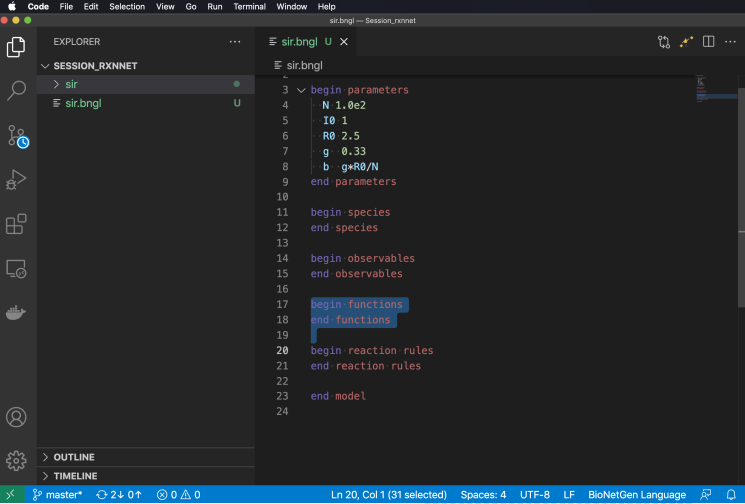 Code File Edit Selection View Go Run Terminal Window Help
sir.bngl — Session_rxnnet
EXPLORER
SESSION_RXNNET
sir
sir.bngl U
sir.bngl U
sir.bngl
3 begin parameters
4 N 1.0e2
5 I0 1
6 R0 2.5
7 g 0.33
8 b g*R0/N
9 end parameters
10
11 begin species
12 end species
13
14 begin observables
15 end observables
16
17 begin functions
18 end functions
19
20 begin reaction rules
21 end reaction rules
22
23 end model
24
OUTLINE
TIMELINE
master* 2↓ 0↑ 0 0 Ln 20, Col 1 (31 selected) Spaces: 4 UTF-8 LF BioNetGen Language